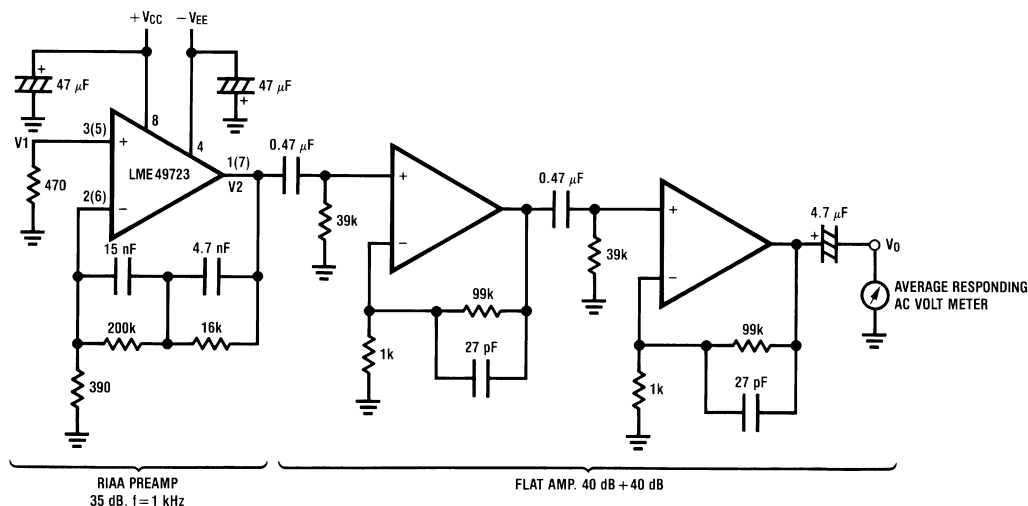 +VCC −VEE
+
47 μF
47 μF
+
8
3(5)
V1
+
4
0.47 μF
LME49723
1(7)
V2
470
2(6)
−
15 nF
4.7 nF
200k
16k
390
+
39k
−
99k
1k
27 pF
0.47 μF
+
39k
−
99k
1k
27 pF
4.7 μF
+
VO
AVERAGE RESPONDING
AC VOLT METER
RIAA PREAMP
35 dB, f=1 kHz
FLAT AMP. 40 dB+40 dB